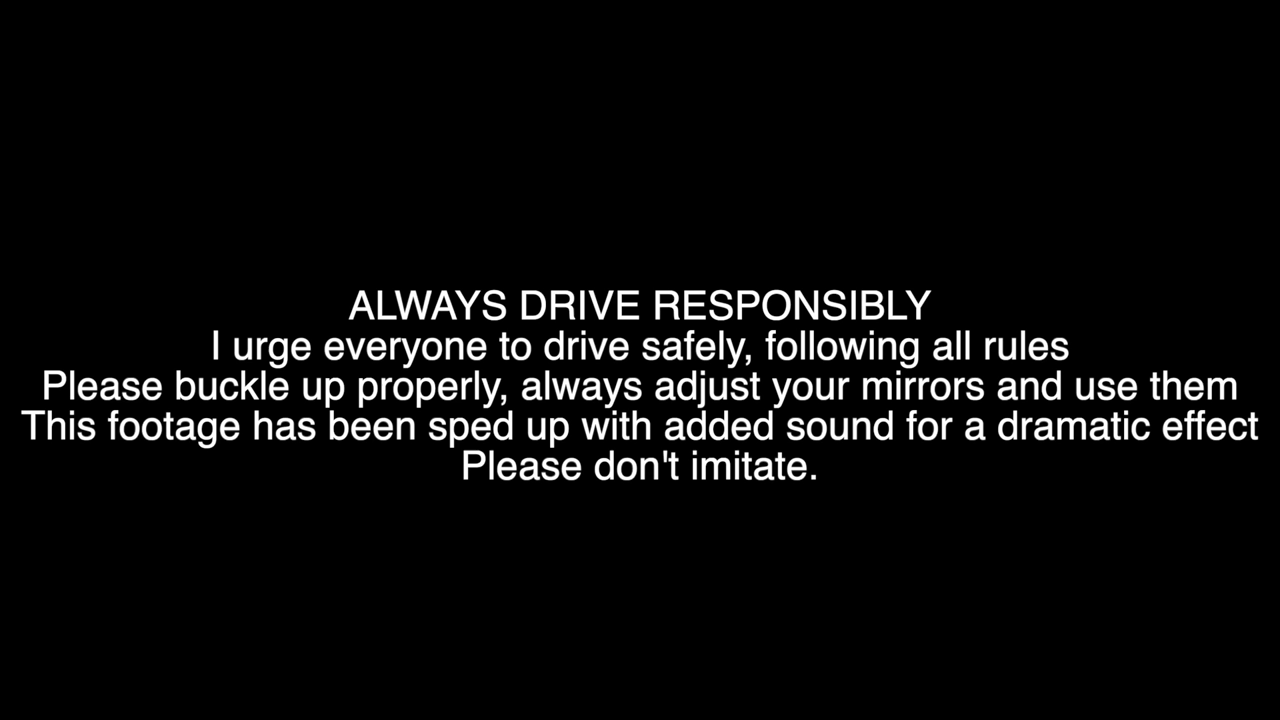 ALWAYS DRIVE RESPONSIBLY
I urge everyone to drive safely, following all rules
Please buckle up properly, always adjust your mirrors and use them
This footage has been sped up with added sound for a dramatic effect
Please don't imitate.